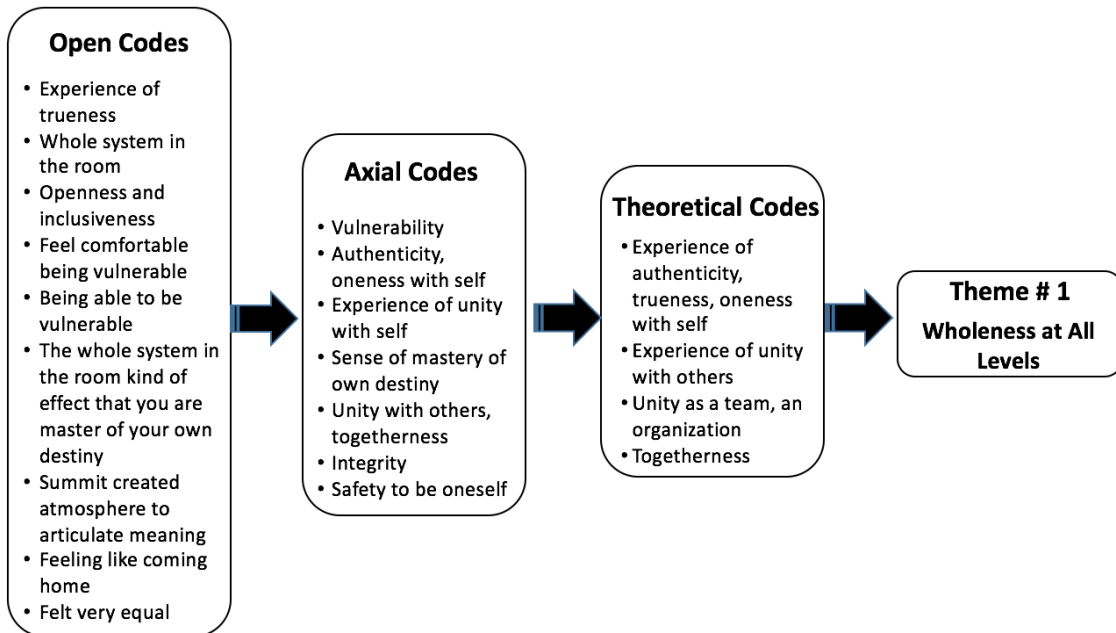 Open Codes
• Experience of
trueness
• Whole system in
the room
• Openness and
inclusiveness
• Feel comfortable
being vulnerable
• Being able to be
vulnerable
• The whole system in
the room kind of
effect that you are
master of your own
destiny
• Summit created
atmosphere to
articulate meaning
• Feeling like coming
home
• Felt very equal
Axial Codes
• Vulnerability
• Authenticity,
oneness with self
• Experience of unity
with self
• Sense of mastery of
own destiny
• Unity with others,
togetherness
• Integrity
• Safety to be oneself
Theoretical Codes
• Experience of
authenticity,
trueness, oneness
with self
• Experience of unity
with others
• Unity as a team, an
organization
• Togetherness
Theme # 1
Wholeness at All
Levels